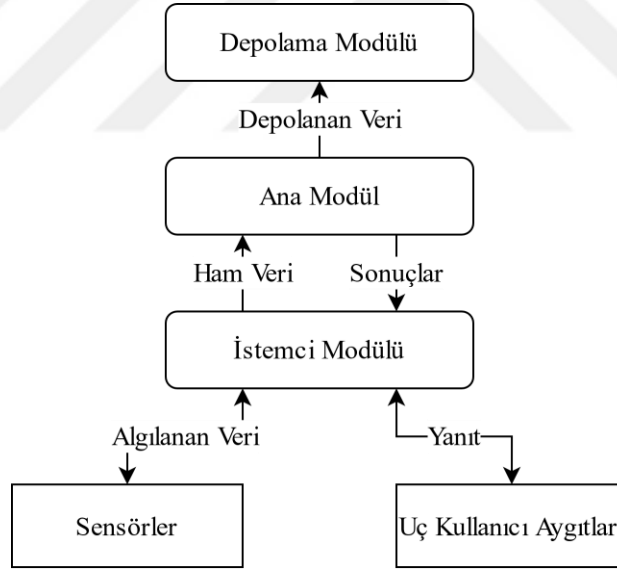 Depolama Modülü
Depolanan Veri
Ana Modül
Ham Veri
Sonuçlar
İstemci Modülü
Algılanan Veri
Yanıt
Sensörler
Uç Kullanıcı Aygıtlar